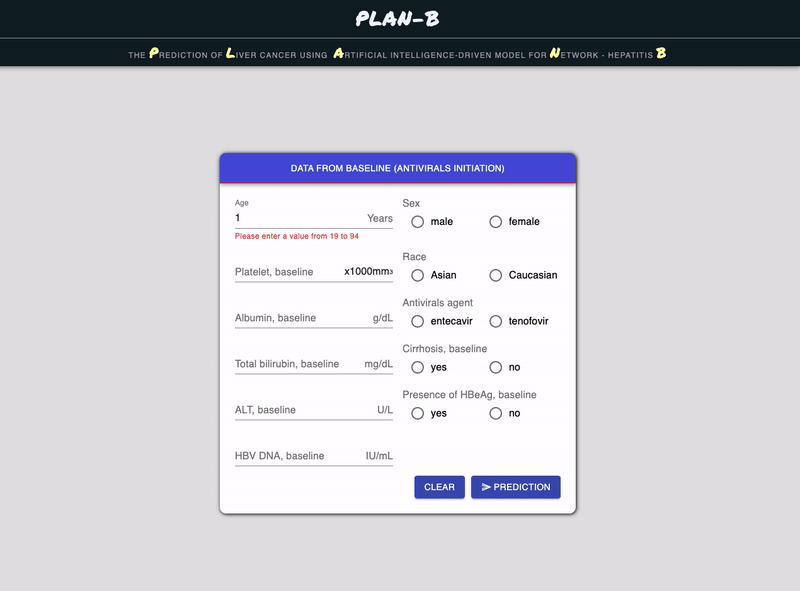 PLAN-B
THE PREDICTION OF LIVER CANCER USING ARTIFICIAL INTELLIGENCE-DRIVEN MODEL FOR NETWORK - HEPATITIS B
DATA FROM BASELINE (ANTIVIRALS INITIATION)
Age
1 Years
Please enter a value from 19 to 94
Platelet, baseline x1000mm3
Albumin, baseline g/dL
Total bilirubin, baseline mg/dL
ALT, baseline U/L
HBV DNA, baseline IU/mL
Sex
male female
Race
Asian Caucasian
Antivirals agent
entecavir tenofovir
Cirrhosis, baseline
yes no
Presence of HBeAg, baseline
yes no
CLEAR PREDICTION